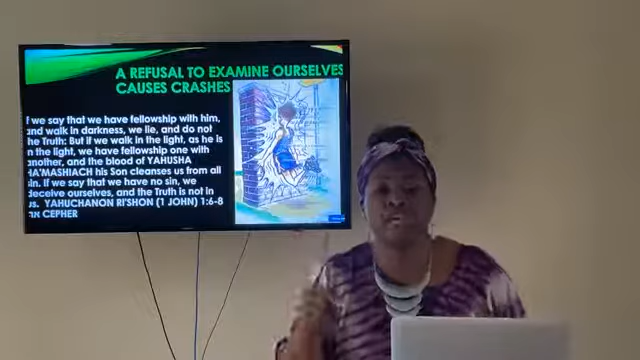 A REFUSAL TO EXAMINE OURSELVES
CAUSES CRASHES
f we say that we have fellowship with him,
and walk in darkness, we lie, and do not
he Truth: But if we walk in the light, as he is
n the light, we have fellowship one with
another, and the blood of YAHUSHA
HA'MASHIACH his Son cleanses us from all
in. If we say that we have no sin, we
deceive ourselves, and the Truth is not in
us. YAHUCHANON RI'SHON (1 JOHN) 1:6-8
CEPHER